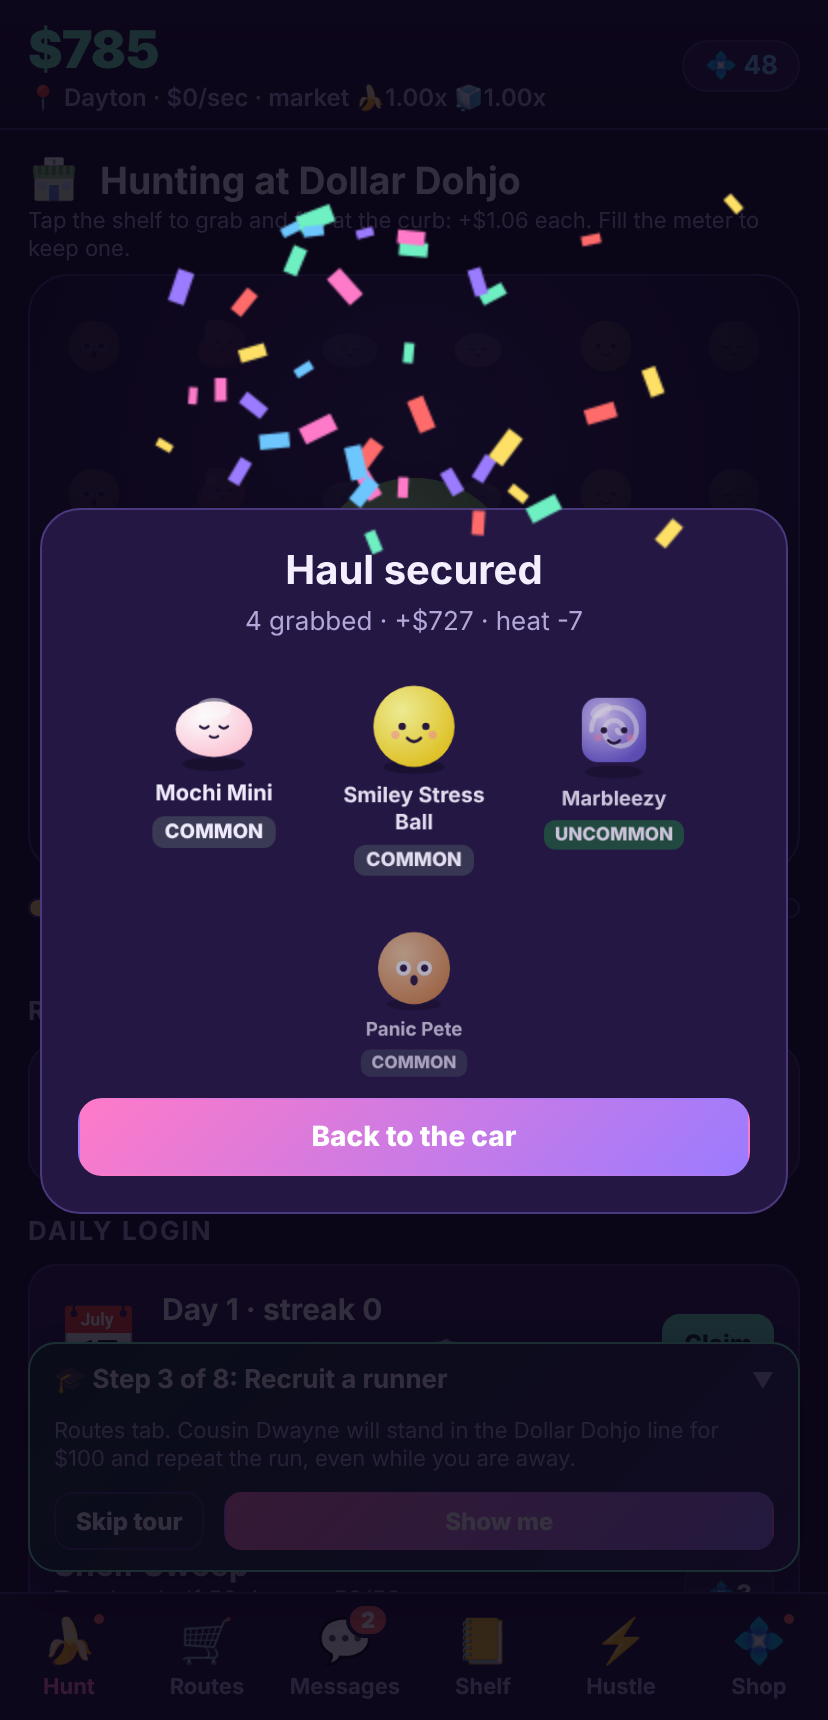 $785
💠 48
📍 Dayton · $0/sec · market 🍌1.00x 🧊1.00x
Hunting at Dollar Dohjo
Tap the shelf to grab and at the curb: +$1.06 each. Fill the meter to
keep one.
Haul secured
4 grabbed · +$727 · heat -7
Mochi Mini
COMMON
Smiley Stress
Ball
COMMON
Marbleezy
UNCOMMON
Panic Pete
COMMON
Back to the car
DAILY LOGIN
July
Day 1 · streak 0
Claim
🎓 Step 3 of 8: Recruit a runner
Routes tab. Cousin Dwayne will stand in the Dollar Dohjo line for
$100 and repeat the run, even while you are away.
Skip tour
Show me
2
Hunt
Routes
Messages
Shelf
Hustle
Shop